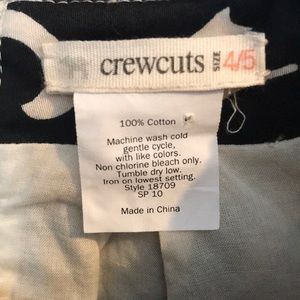 crewcuts SIZE 4/5
100% Cotton
Machine wash cold
gentle cycle,
with like colors.
Non chlorine bleach only.
Tumble dry low.
Iron on lowest setting.
Style 18709
SP 10
Made in China